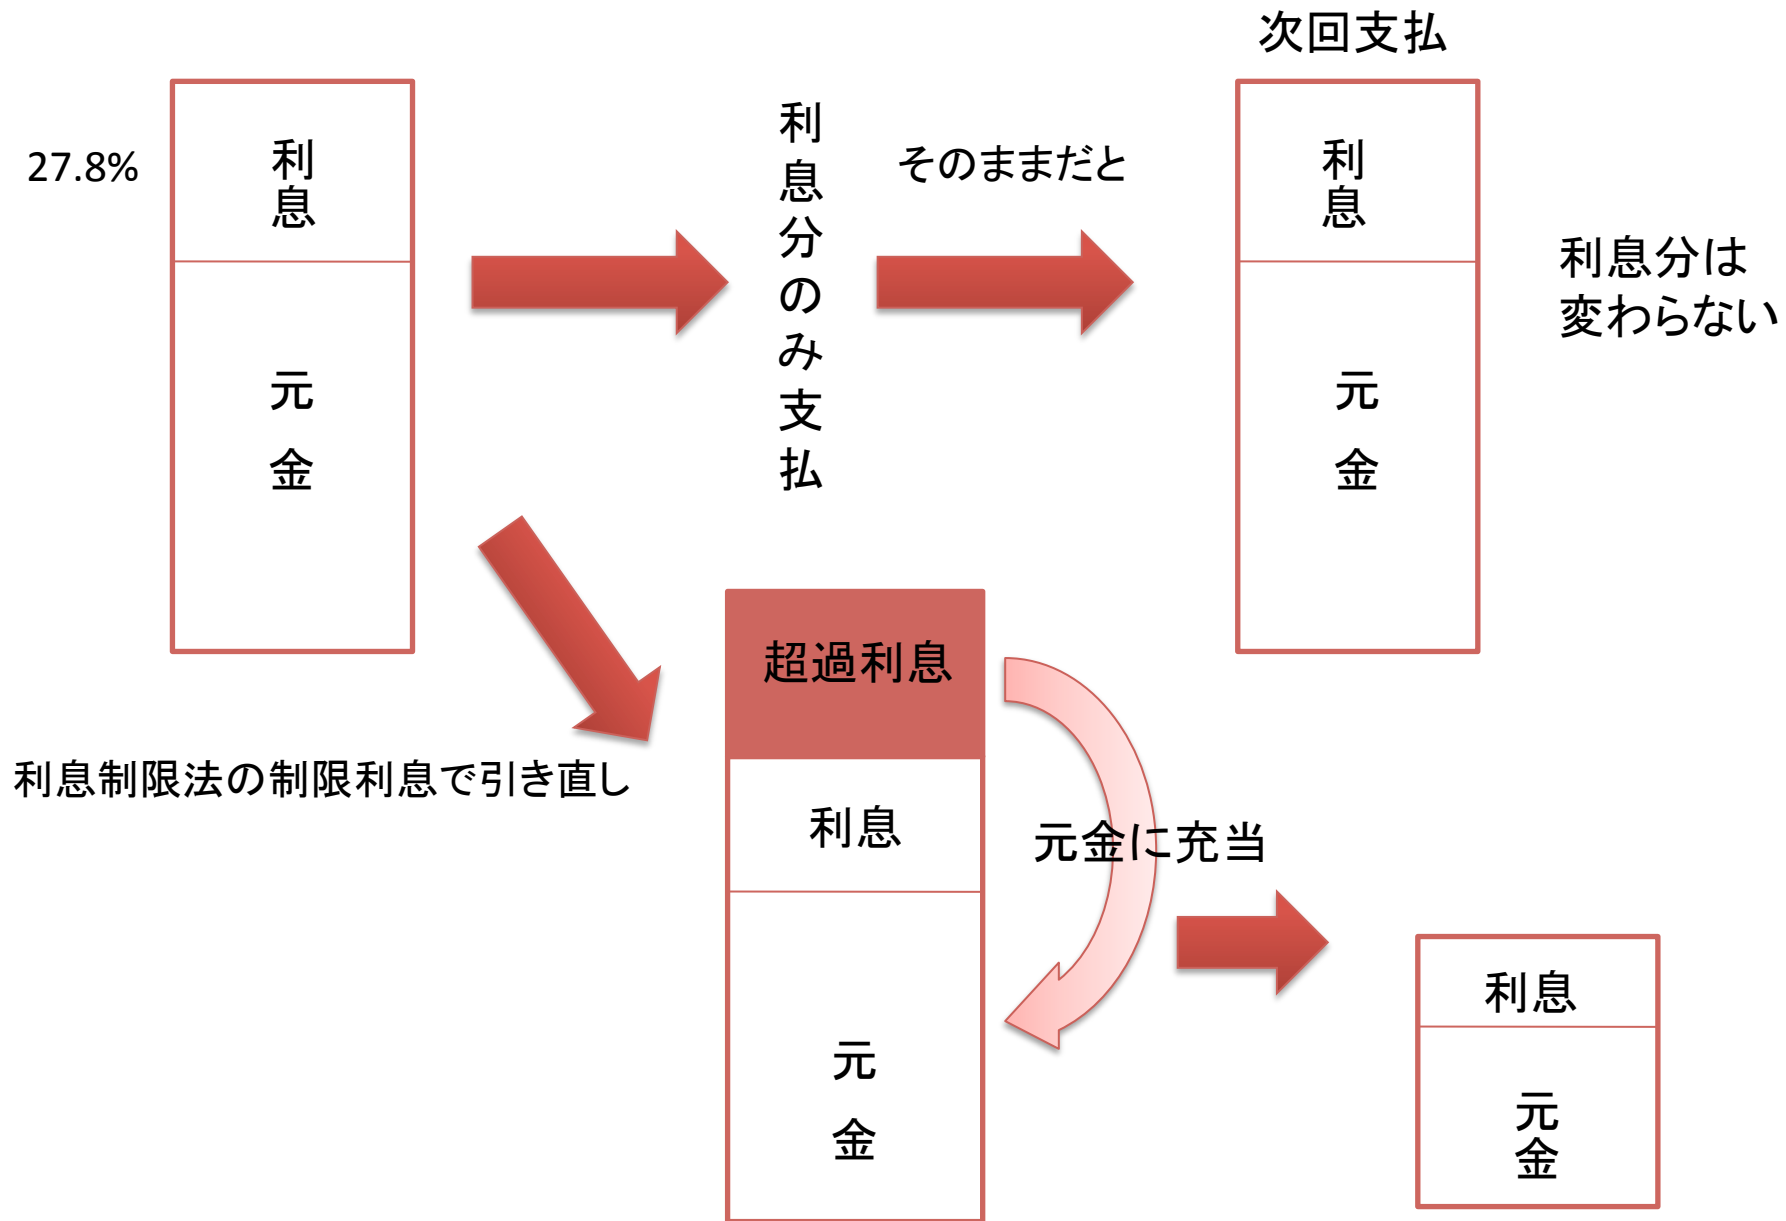 次回支払
27.8%
利息
元金
利息分のみ支払
そのままだと
利息
元金
利息分は
変わらない
利息制限法の制限利息で引き直し
超過利息
利息
元金
元金に充当
利息
元金